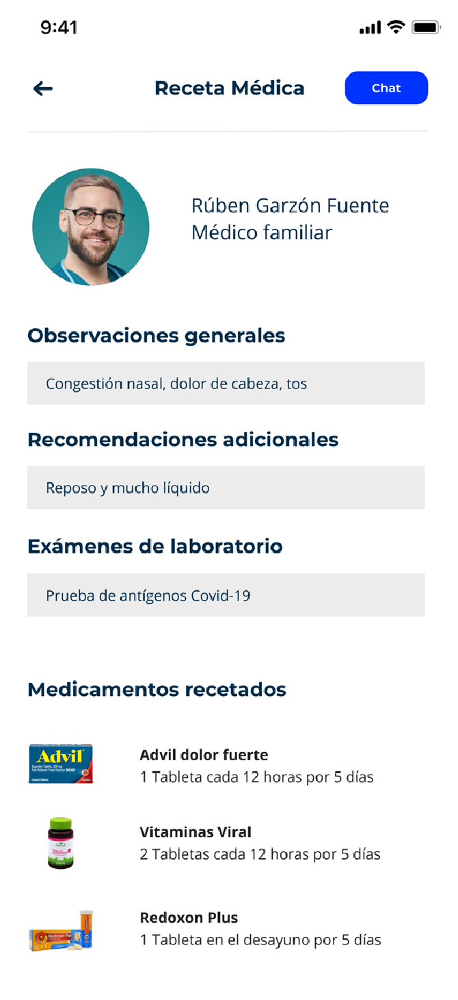 9:41
Receta Médica
Chat
Rúben Garzón Fuente
Médico familiar
Observaciones generales
Congestión nasal, dolor de cabeza, tos
Recomendaciones adicionales
Reposo y mucho líquido
Exámenes de laboratorio
Prueba de antígenos Covid-19
Medicamentos recetados
Advil
Advil dolor fuerte
1 Tableta cada 12 horas por 5 días
Vitaminas Viral
2 Tabletas cada 12 horas por 5 días
Redoxon Plus
Redoxon Plus
1 Tableta en el desayuno por 5 días